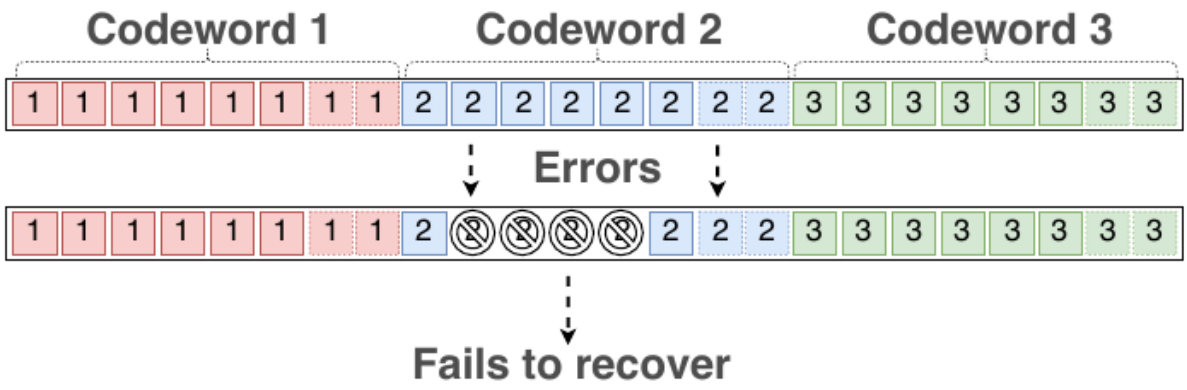 Codeword 1 Codeword 2 Codeword 3
1 1 1 1 1 1 1 1 2 2 2 2 2 2 2 2 3 3 3 3 3 3 3 3
Errors
1 1 1 1 1 1 1 1 2 2 2 2 3 3 3 3 3 3 3 3
Fails to recover